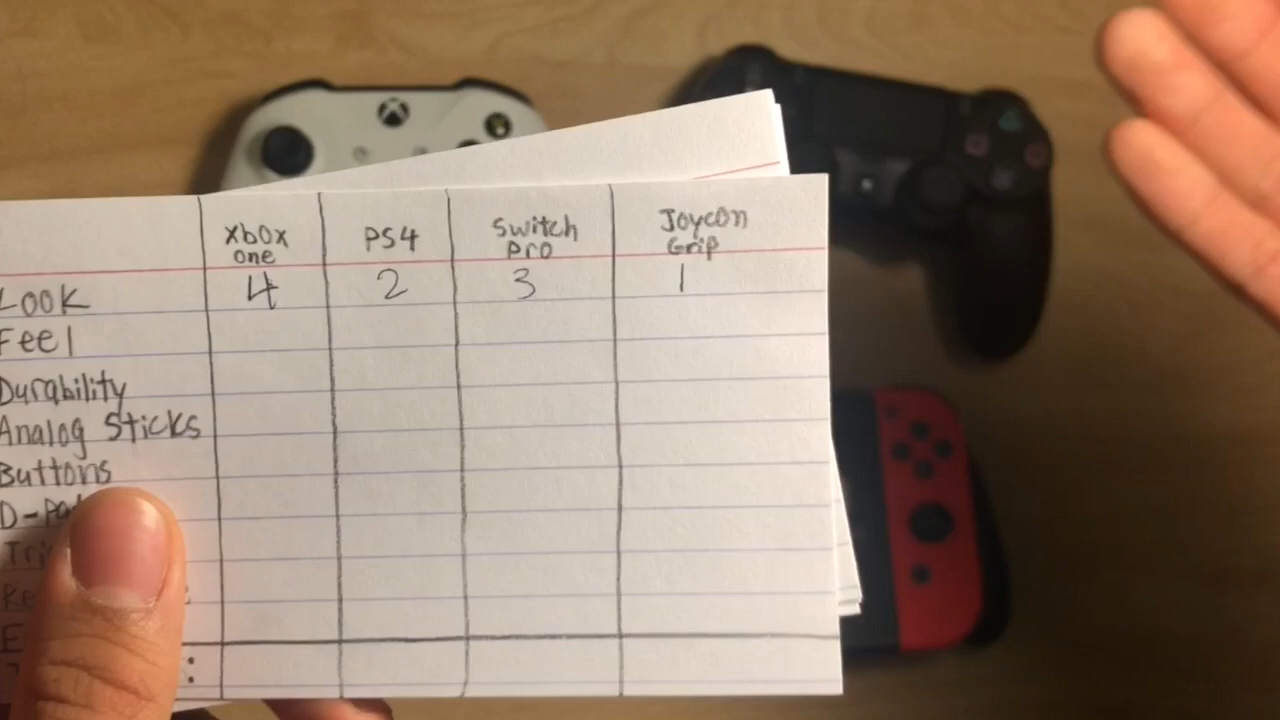 Xbox PS4 Switch Joycon
one Pro Grip
Look 4 2 3 1
Feel
Durability
Analog Sticks
Buttons